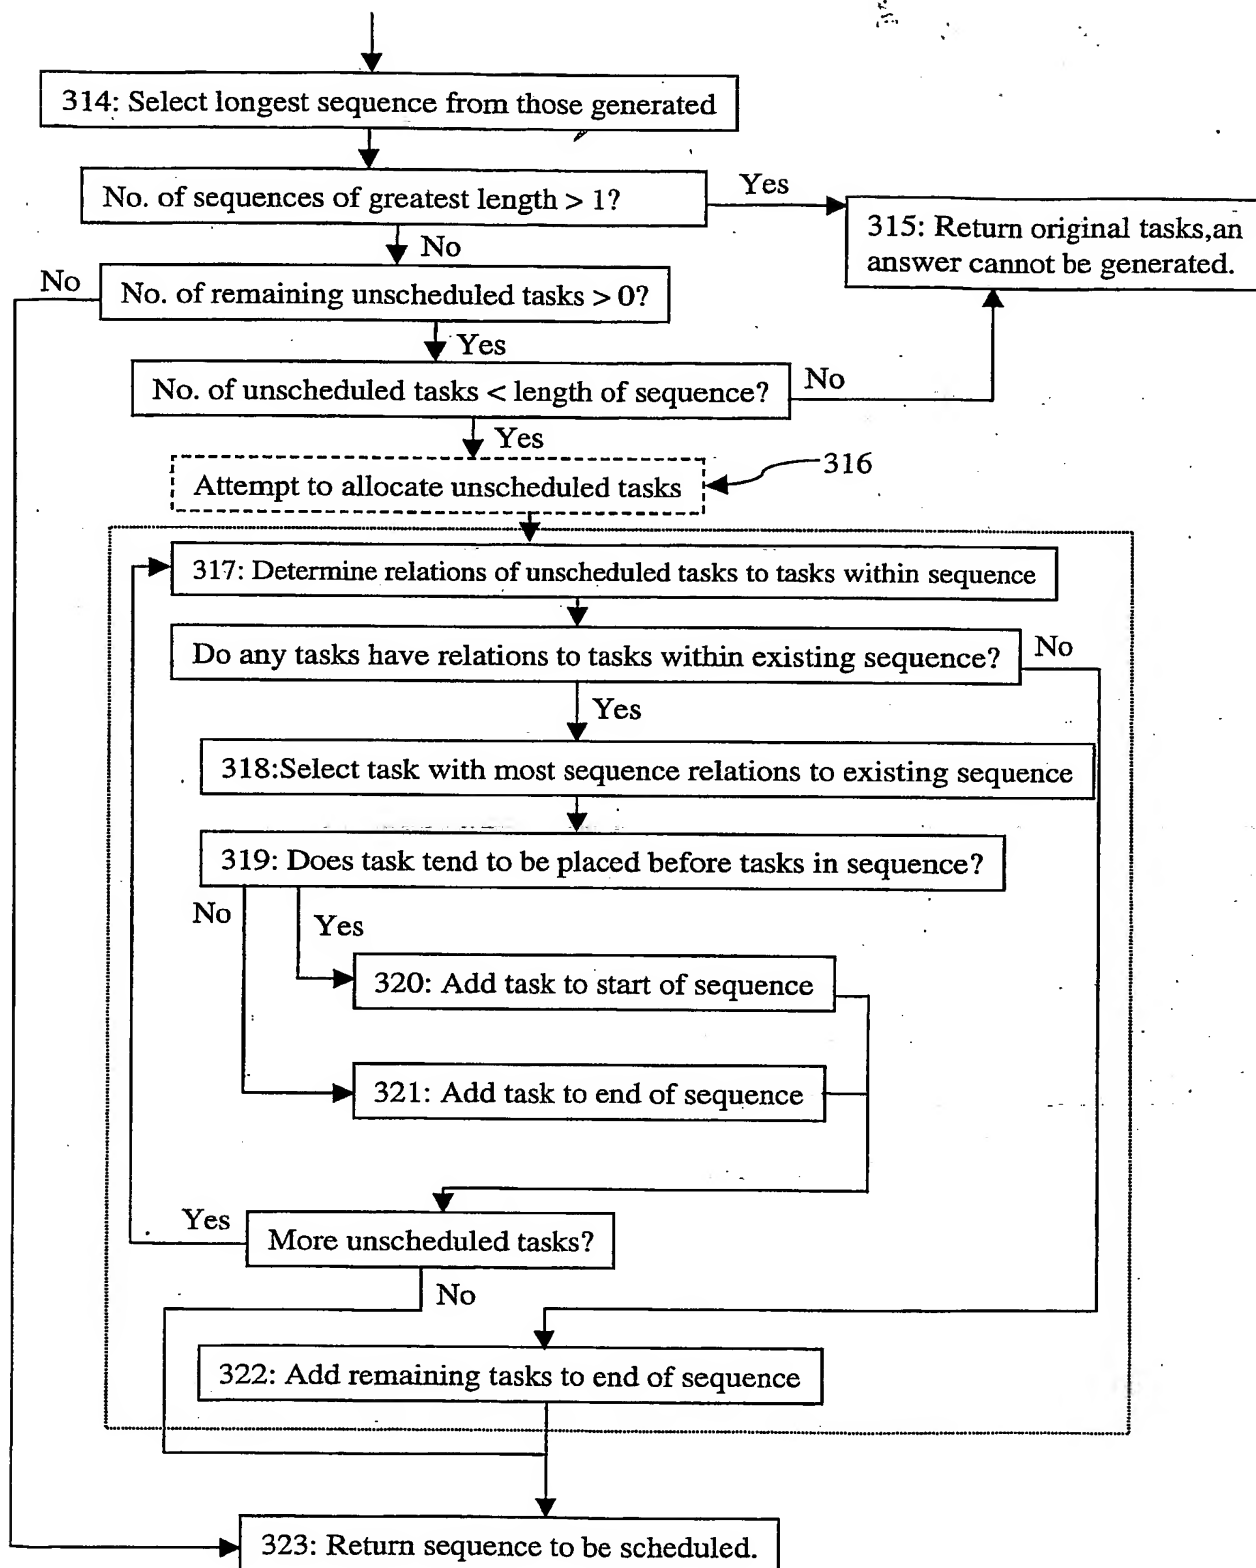 314: Select longest sequence from those generated
No. of sequences of greatest length > 1?
Yes
315: Return original tasks,an
answer cannot be generated.
No
No
No. of remaining unscheduled tasks > 0?
Yes
No. of unscheduled tasks < length of sequence?
No
Yes
316
Attempt to allocate unscheduled tasks
317: Determine relations of unscheduled tasks to tasks within sequence
Do any tasks have relations to tasks within existing sequence?
No
Yes
318:Select task with most sequence relations to existing sequence
319: Does task tend to be placed before tasks in sequence?
No
Yes
320: Add task to start of sequence
321: Add task to end of sequence
Yes
More unscheduled tasks?
No
322: Add remaining tasks to end of sequence
323: Return sequence to be scheduled.